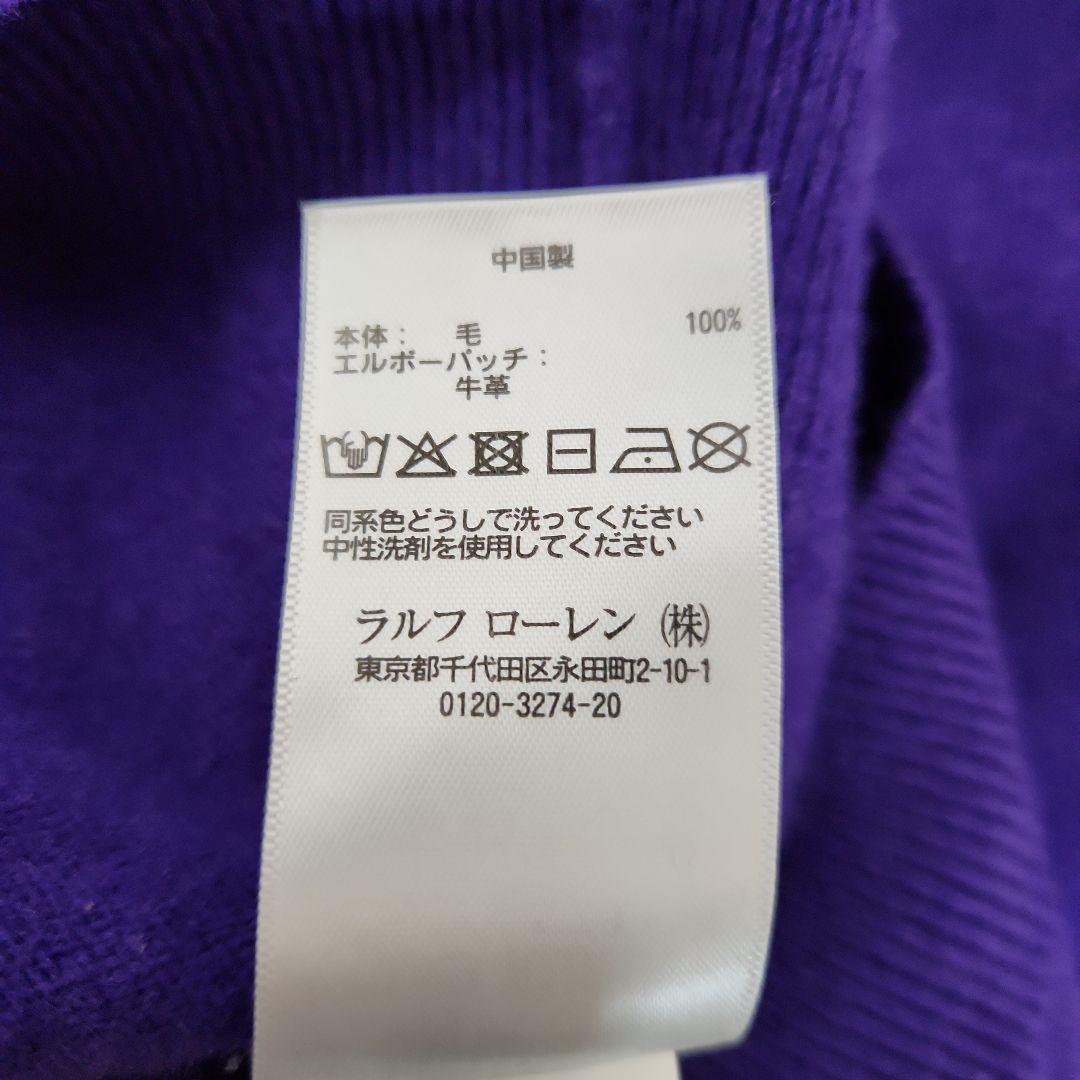 中国製
本体： 毛 100%
エルボーパッチ：
牛革
同系色どうしで洗ってください
中性洗剤を使用してください
ラルフ ローレン ㈱
東京都千代田区永田町2-10-1
0120-3274-20